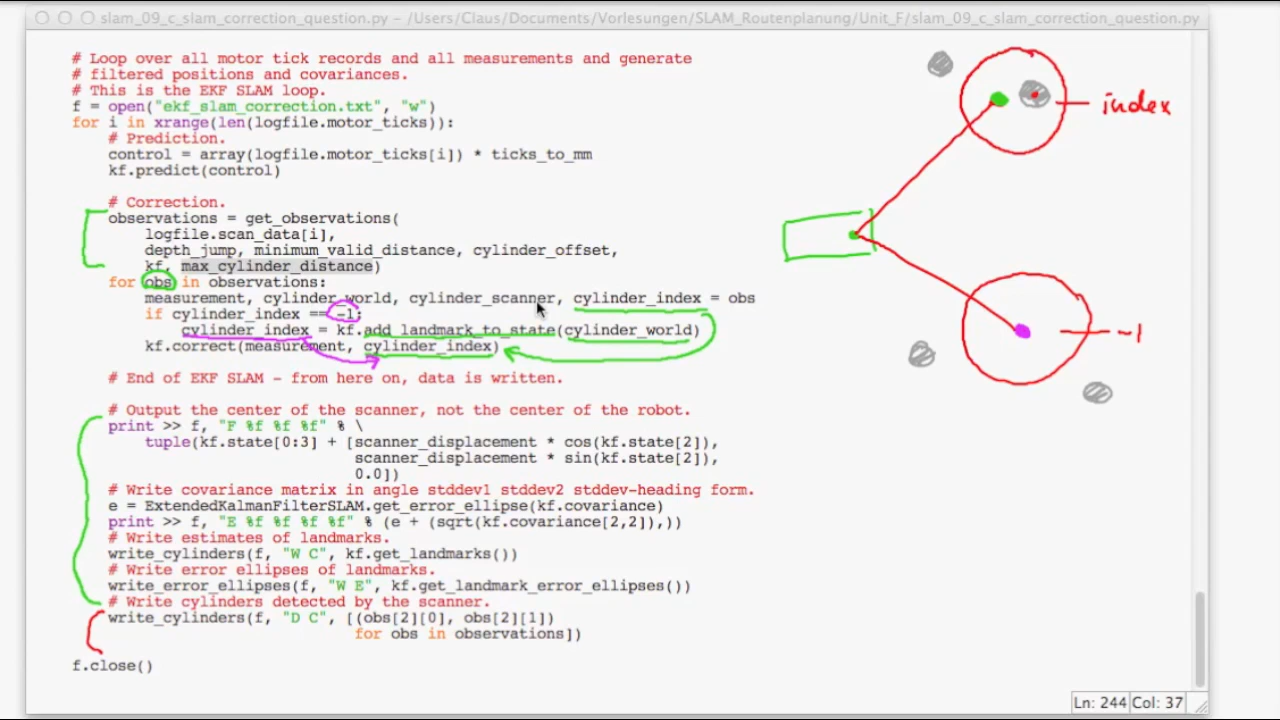 slam_09_c_slam_correction_question.py – /Users/Claus/Documents/Vorlesungen/SLAM_Routenplanung/Unit_F/slam_09_c_slam_correction_question.py
# Loop over all motor tick records and all measurements and generate
# filtered positions and covariances.
# This is the EKF SLAM loop.
f = open("ekf_slam_correction.txt", "w")
for i in xrange(len(logfile.motor_ticks)):
    # Prediction.
    control = array(logfile.motor_ticks[i]) * ticks_to_mm
    kf.predict(control)
    # Correction.
    observations = get_observations(
        logfile.scan_data[i],
        depth_jump, minimum_valid_distance, cylinder_offset,
        kf, max_cylinder_distance)
    for obs in observations:
        measurement, cylinder_world, cylinder_scanner, cylinder_index = obs
        if cylinder_index == -1:
            cylinder_index = kf.add_landmark_to_state(cylinder_world)
        kf.correct(measurement, cylinder_index)
    # End of EKF SLAM - from here on, data is written.
    # Output the center of the scanner, not the center of the robot.
    print >> f, "F %f %f %f" % \
        tuple(kf.state[0:3] + [scanner_displacement * cos(kf.state[2]),
                               scanner_displacement * sin(kf.state[2]),
                               0.0])
    # Write covariance matrix in angle stddev1 stddev2 stddev-heading form.
    e = ExtendedKalmanFilterSLAM.get_error_ellipse(kf.covariance)
    print >> f, "E %f %f %f %f" % (e + (sqrt(kf.covariance[2,2]),))
    # Write estimates of landmarks.
    write_cylinders(f, "W C", kf.get_landmarks())
    # Write error ellipses of landmarks.
    write_error_ellipses(f, "W E", kf.get_landmark_error_ellipses())
    # Write cylinders detected by the scanner.
    write_cylinders(f, "D C", [(obs[2][0], obs[2][1])
                               for obs in observations])
f.close()
index
-1
Ln: 244 Col: 37